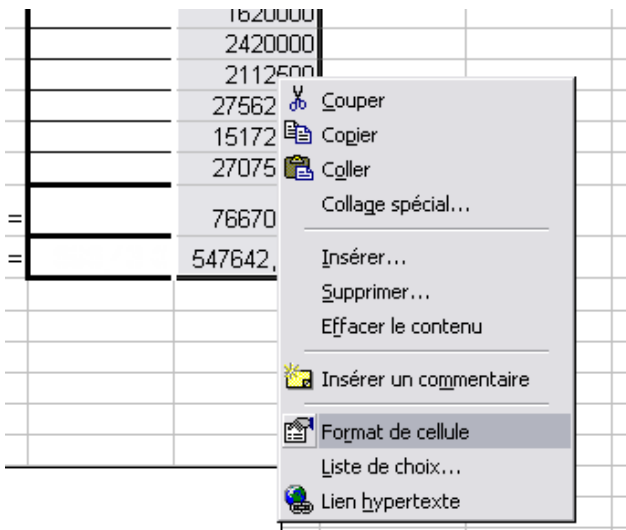 1620000
2420000
2112500
27562
15172
27075
= 76670
= 547642,
Couper
Copier
Coller
Collage spécial...
Insérer...
Supprimer...
Effacer le contenu
Insérer un commentaire
Format de cellule
Liste de choix...
Lien hypertexte